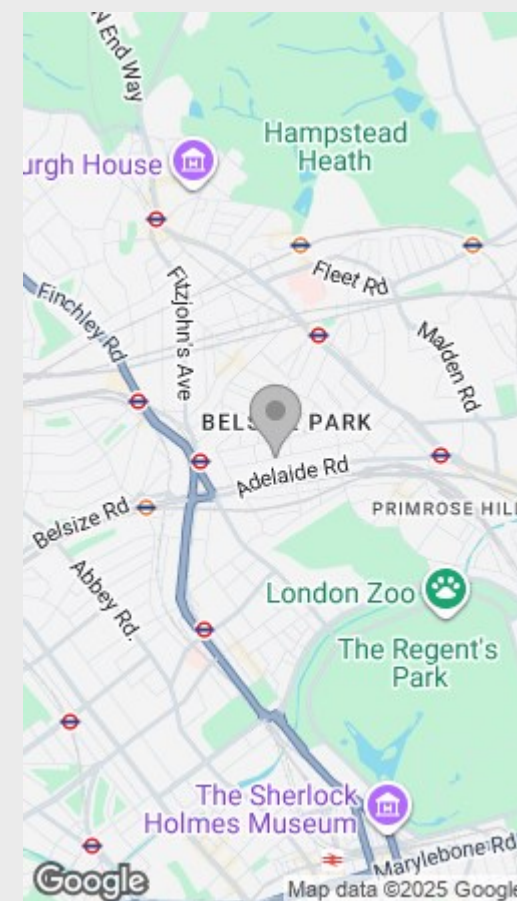 N End Way
Hampstead
Heath
urgh House
Fleet Rd
Fitzjohn's Ave
Finchley Rd
Malden Rd
BELS PARK
Adelaide Rd
Belsize Rd
PRIMROSE HILL
Abbey Rd.
London Zoo
The Regent's
Park
The Sherlock
Holmes Museum
Marylebone Rd
Google
Map data ©2025 Google